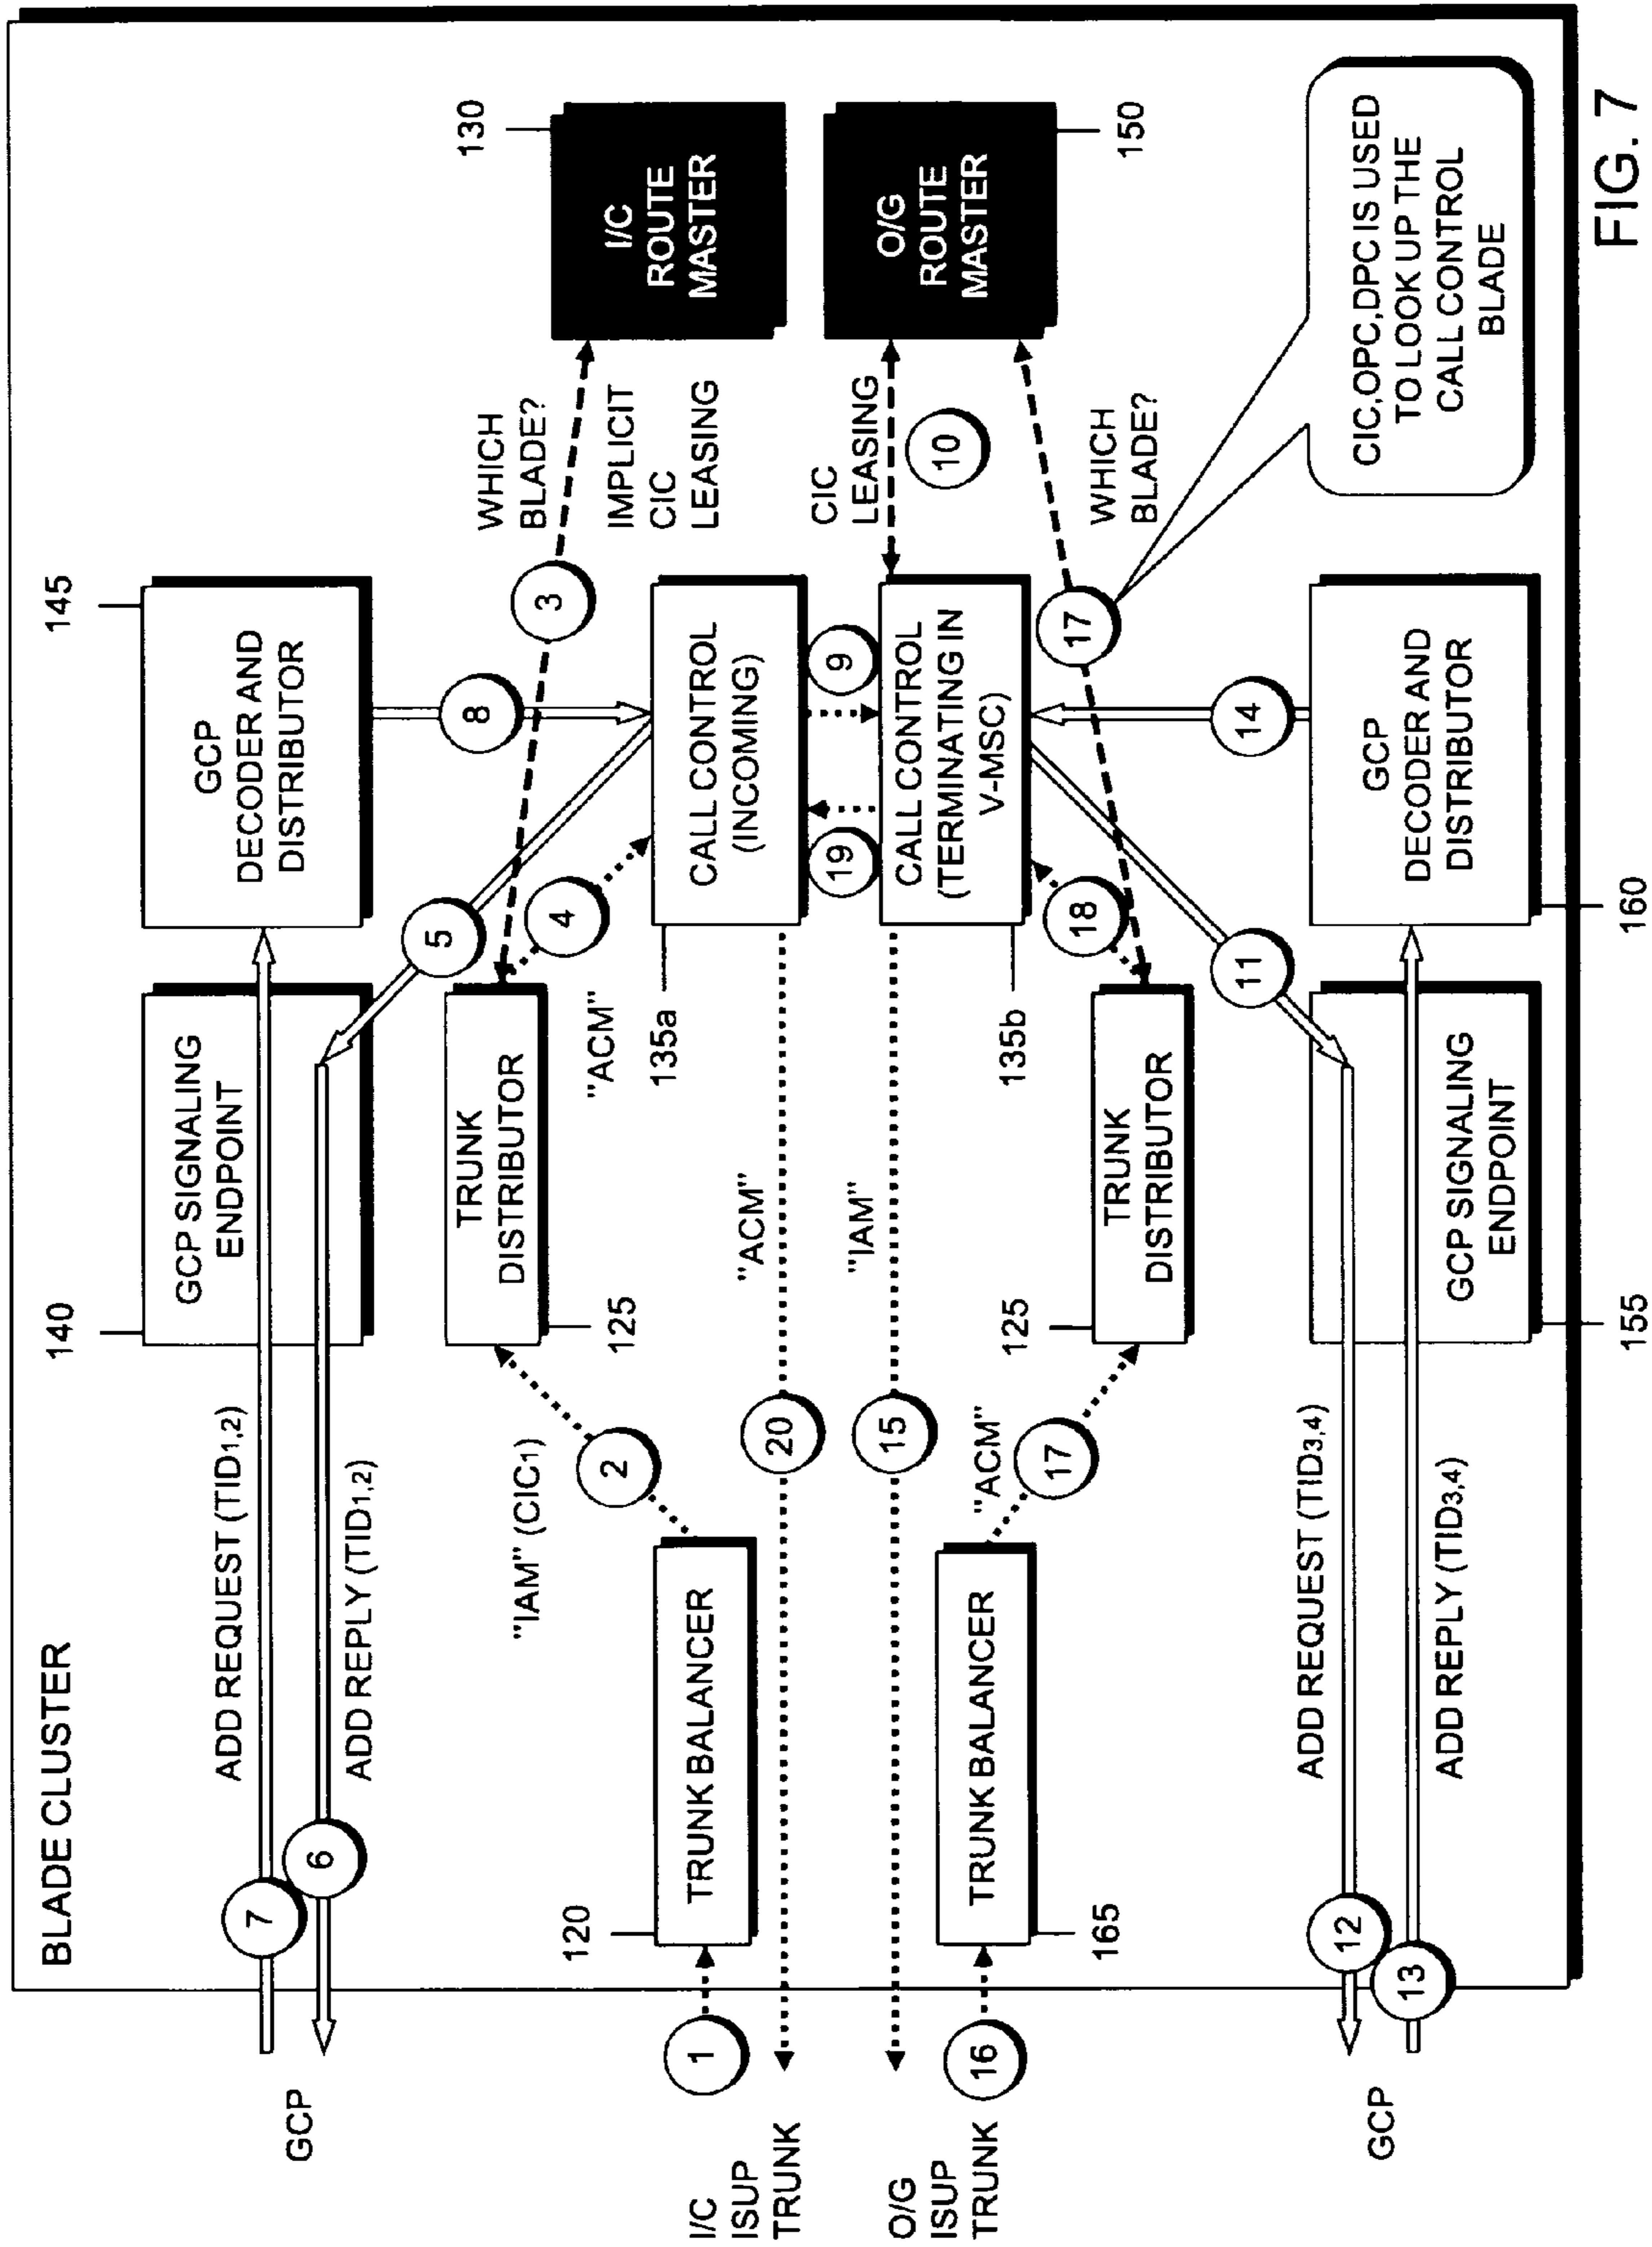 BLADE CLUSTER
140
145
GCP SIGNALING
ENDPOINT
GCP
DECODER AND
DISTRIBUTOR
ADD REQUEST (TID1,2)
7
GCP
6
ADD REPLY (TID1,2)
5
8
WHICH
BLADE?
3
IMPLICIT
CIC
LEASING
130
I/C
ROUTE
MASTER
TRUNK
DISTRIBUTOR
125
"IAM" (CIC1)
2
4
"ACM"
120
TRUNK BALANCER
1
I/C
ISUP
TRUNK
135a
CALL CONTROL
(INCOMING)
"ACM"
20
9
19
"IAM"
15
CALL CONTROL
(TERMINATING IN
V-MSC)
135b
CIC
LEASING
10
O/G
ROUTE
MASTER
150
O/G
ISUP
TRUNK
16
TRUNK BALANCER
165
"ACM"
17
125
TRUNK
DISTRIBUTOR
18
17
WHICH
BLADE?
11
14
CIC,OPC,DPC IS USED
TO LOOK UP THE
CALL CONTROL
BLADE
ADD REQUEST (TID3,4)
12
GCP
13
ADD REPLY (TID3,4)
GCP SIGNALING
ENDPOINT
155
GCP
DECODER AND
DISTRIBUTOR
160
FIG. 7